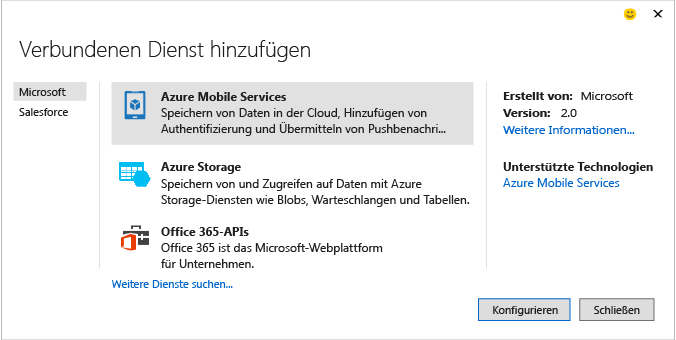 Verbundenen Dienst hinzufügen
Microsoft
Salesforce
Azure Mobile Services
Speichern von Daten in der Cloud, Hinzufügen von
Authentifizierung und Übermitteln von Pushbenachri...
Azure Storage
Speichern von und Zugreifen auf Daten mit Azure
Storage-Diensten wie Blobs, Warteschlangen und Tabellen.
Office 365-APIs
Office 365 ist das Microsoft-Webplattform
für Unternehmen.
Weitere Dienste suchen...
Erstellt von: Microsoft
Version: 2.0
Weitere Informationen...
Unterstützte Technologien
Azure Mobile Services
Konfigurieren
Schließen